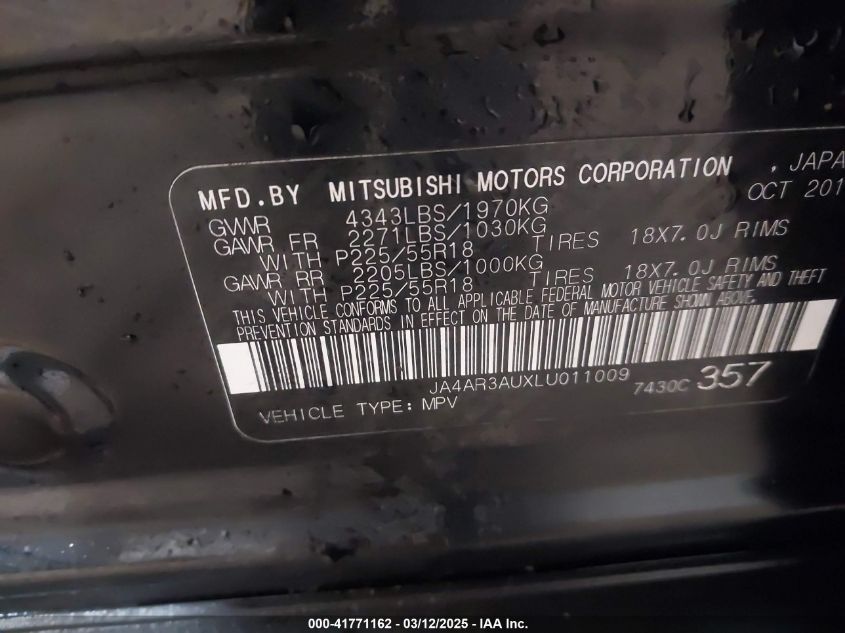 MFD.BY MITSUBISHI MOTORS CORPORATION , JAPA
OCT 201
GVWR 4343LBS/1970KG
GAWR FR 2271LBS/1030KG
WITH P225/55R18 TIRES 18X7.0J RIMS
GAWR RR 2205LBS/1000KG
WITH P225/55R18 TIRES 18X7.0J RIMS
THIS VEHICLE CONFORMS TO ALL APPLICABLE FEDERAL MOTOR VEHICLE SAFETY AND THEFT
PREVENTION STANDARDS IN EFFECT ON THE DATE OF MANUFACTURE SHOWN ABOVE.
JA4AR3AUXLU011009 7430C 357
VEHICLE TYPE: MPV
000-41771162 - 03/12/2025 - IAA Inc.